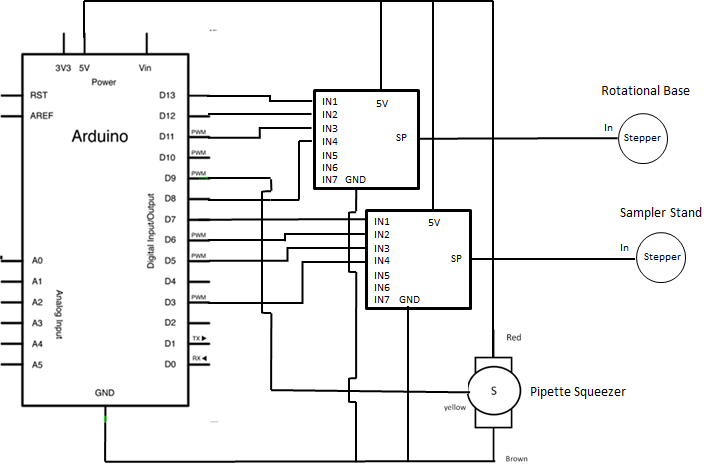 3V3 5V Vin
Power
RST
AREF
Arduino
A0
A1
A2
A3
A4
A5
Analog Input
Digital Input/Output
D13
D12
D11 PWM
D10 PWM
D9 PWM
D8
D7
D6 PWM
D5 PWM
D4
D3 PWM
D2
D1 TX
D0 RX
GND
IN1
IN2
IN3
IN4
IN5
IN6
IN7 GND
5V
SP
IN1
IN2
IN3
IN4
IN5
IN6
IN7 GND
5V
SP
Rotational Base
In
Stepper
Sampler Stand
In
Stepper
Red
S
Pipette Squeezer
yellow
Brown